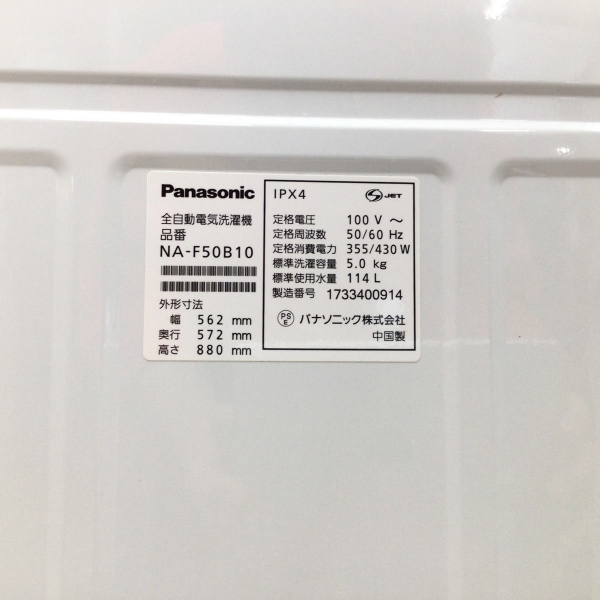 Panasonic
全自動電気洗濯機
品番
NA-F50B10
外形寸法
幅 562 mm
奥行 572 mm
高さ 880 mm
IPX4
S JET
定格電圧 100 V ～
定格周波数 50/60 Hz
定格消費電力 355/430 W
標準洗濯容量 5.0 kg
標準使用水量 114 L
製造番号 1733400914
PS E パナソニック株式会社
中国製